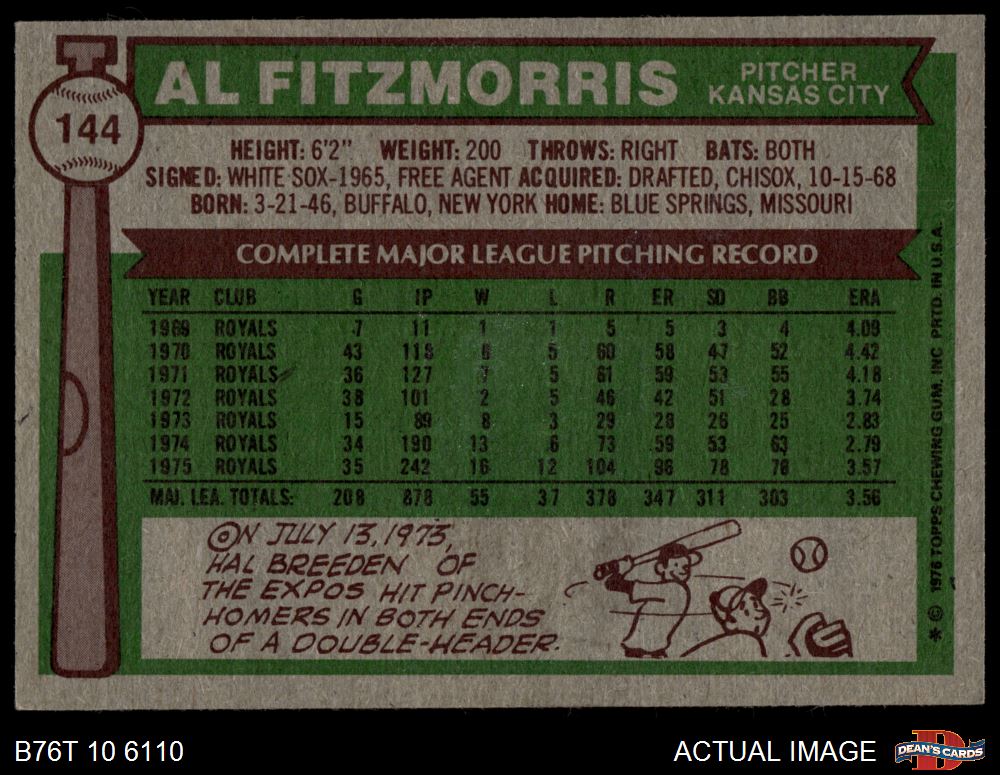 144
AL FITZMORRIS
PITCHER
KANSAS CITY
HEIGHT: 6'2" WEIGHT: 200 THROWS: RIGHT BATS: BOTH
SIGNED: WHITE SOX-1965, FREE AGENT ACQUIRED: DRAFTED, CHISOX, 10-15-68
BORN: 3-21-46, BUFFALO, NEW YORK HOME: BLUE SPRINGS, MISSOURI
COMPLETE MAJOR LEAGUE PITCHING RECORD
YEAR CLUB G IP W L R ER SO BB ERA
1969 ROYALS 7 11 1 1 5 5 3 4 4.09
1970 ROYALS 43 118 8 5 60 58 47 52 4.42
1971 ROYALS 36 127 7 5 61 59 53 55 4.18
1972 ROYALS 38 101 2 5 46 42 51 28 3.74
1973 ROYALS 15 89 8 3 29 28 26 25 2.83
1974 ROYALS 34 190 13 6 73 59 53 63 2.79
1975 ROYALS 35 242 16 12 104 96 78 76 3.57
MAJ. LEA. TOTALS: 208 878 55 37 378 347 311 303 3.56
ON JULY 13, 1973,
HAL BREEDEN OF
THE EXPOS HIT PINCH-
HOMERS IN BOTH ENDS
OF A DOUBLE-HEADER.
* © 1976 TOPPS CHEWING GUM, INC PRTD. IN U.S.A.
B76T 10 6110
ACTUAL IMAGE
DEAN'S CARDS